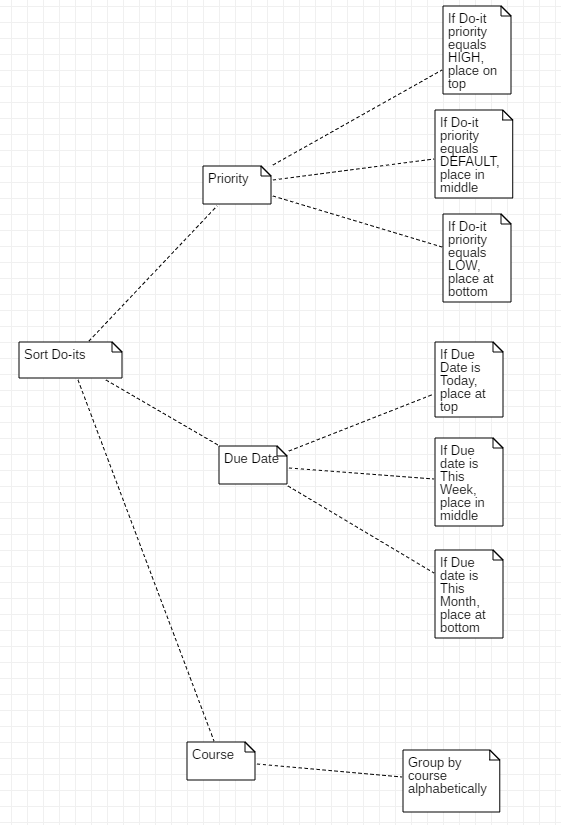 If Do-it
priority
equals
HIGH,
place on
top
If Do-it
priority
equals
DEFAULT,
place in
middle
Priority
If Do-it
priority
equals
LOW,
place at
bottom
Sort Do-its
If Due
Date is
Today,
place at
top
Due Date
If Due
date is
This
Week,
place in
middle
If Due
date is
This
Month,
place at
bottom
Course
Group by
course
alphabetically